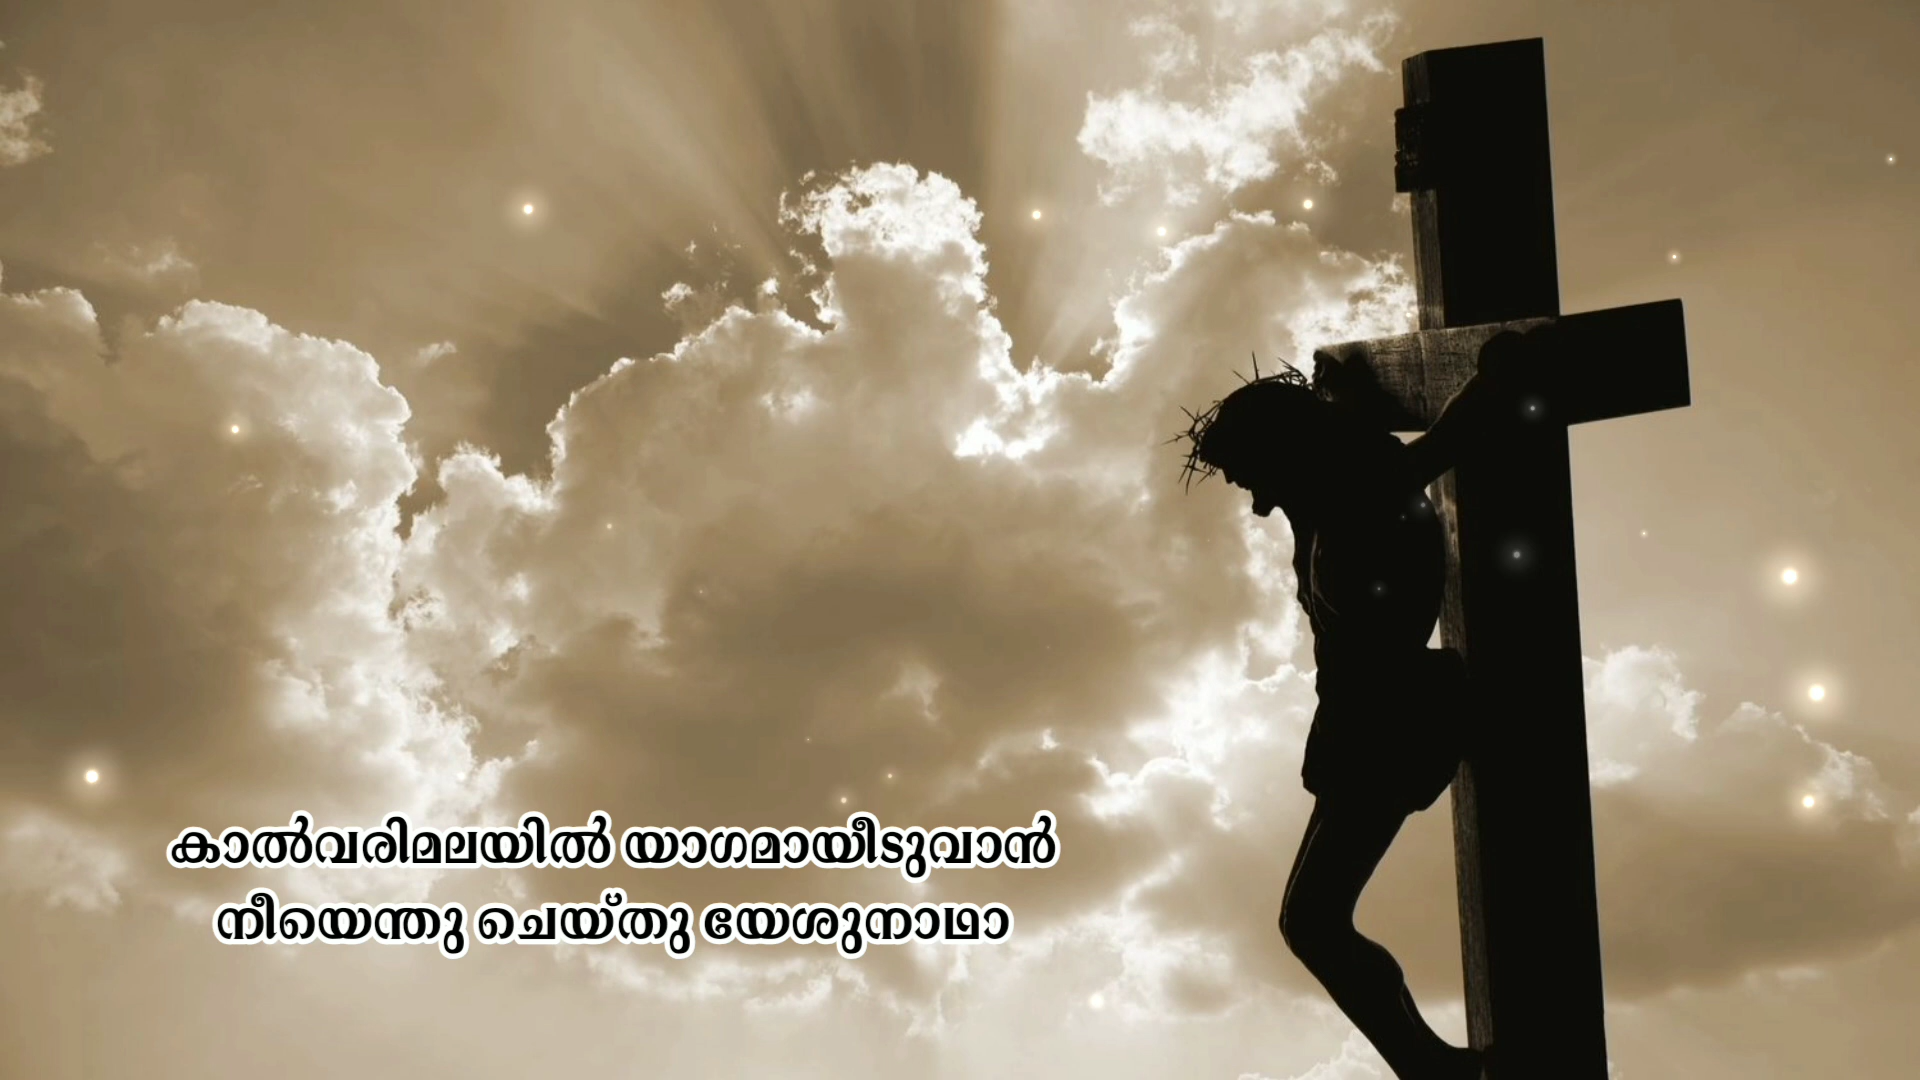 കാൽവരിമലയിൽ യാഗമായീടുവാൻ
നീയെന്തു ചെയ്തു യേശുനാഥാ